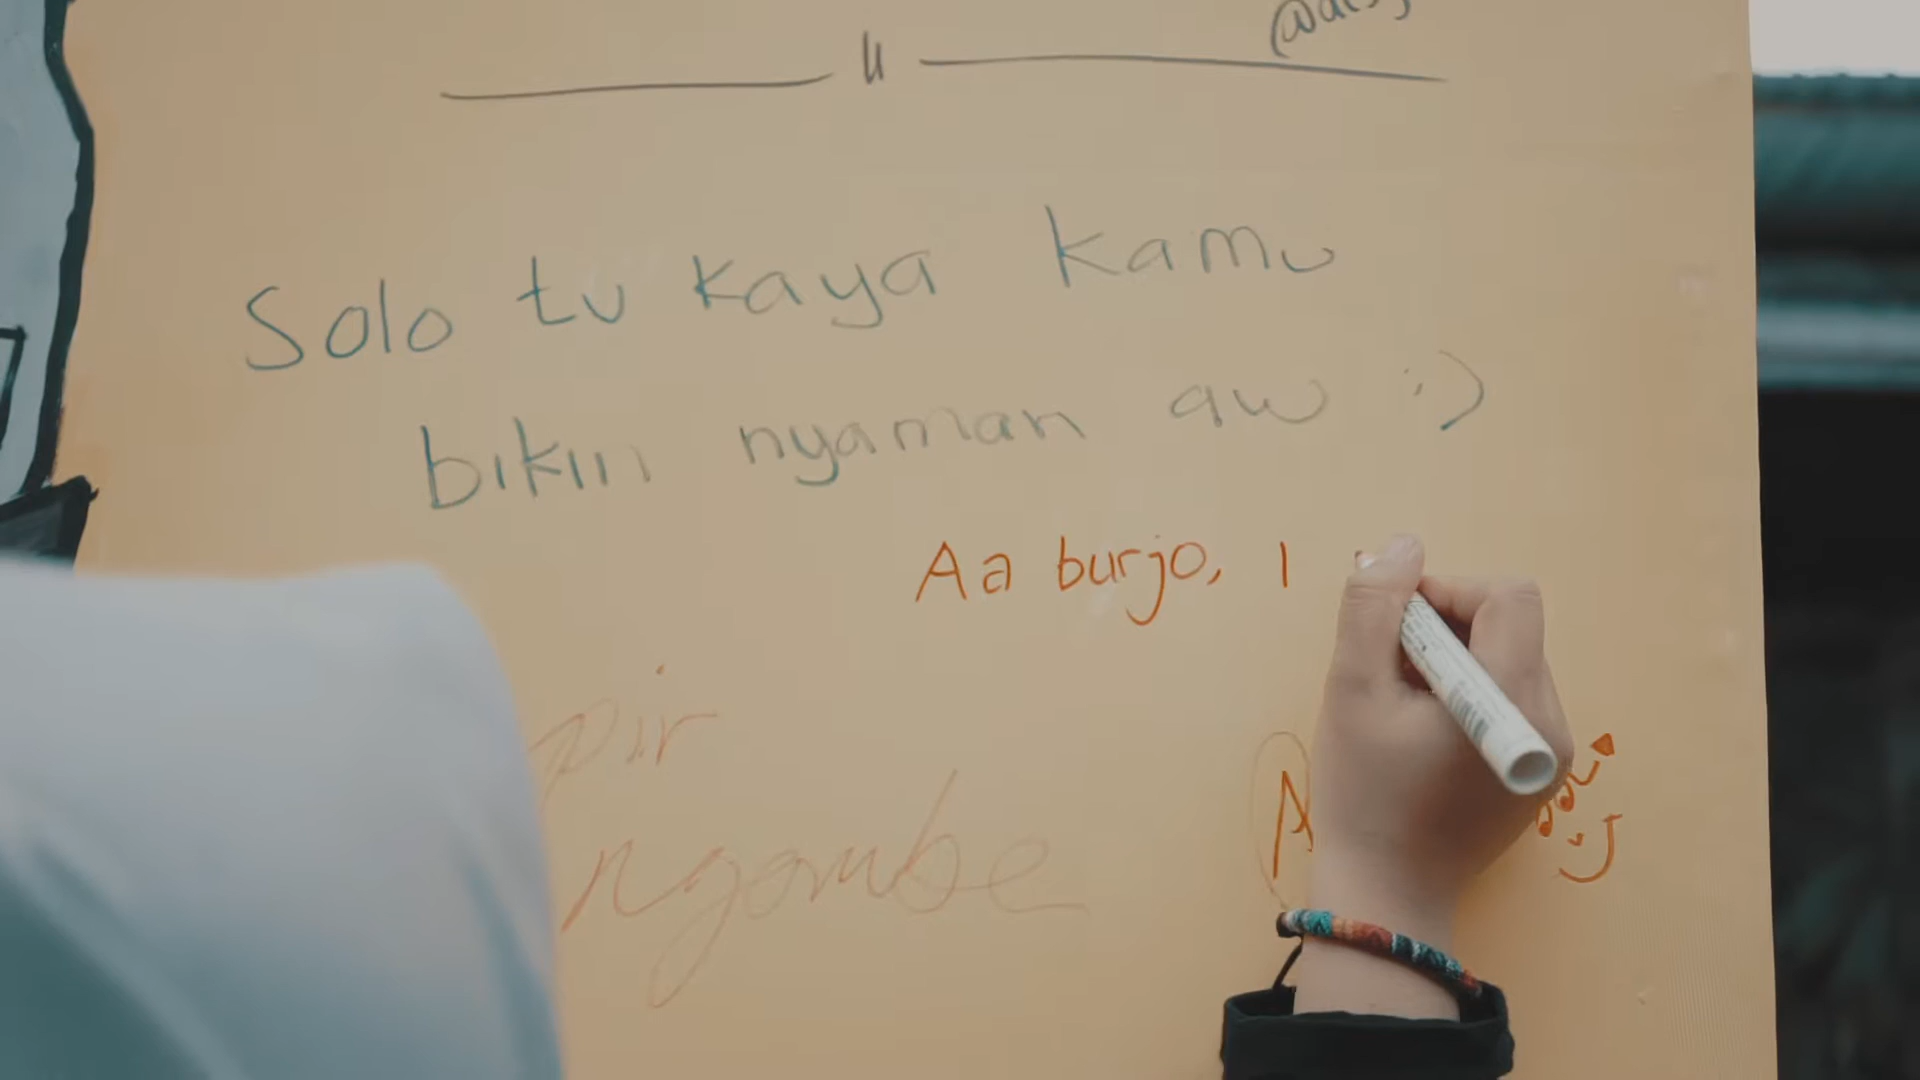 Solo tu kaya kamu
bikin nyaman aw :)
Aa burjo, I
ngombe